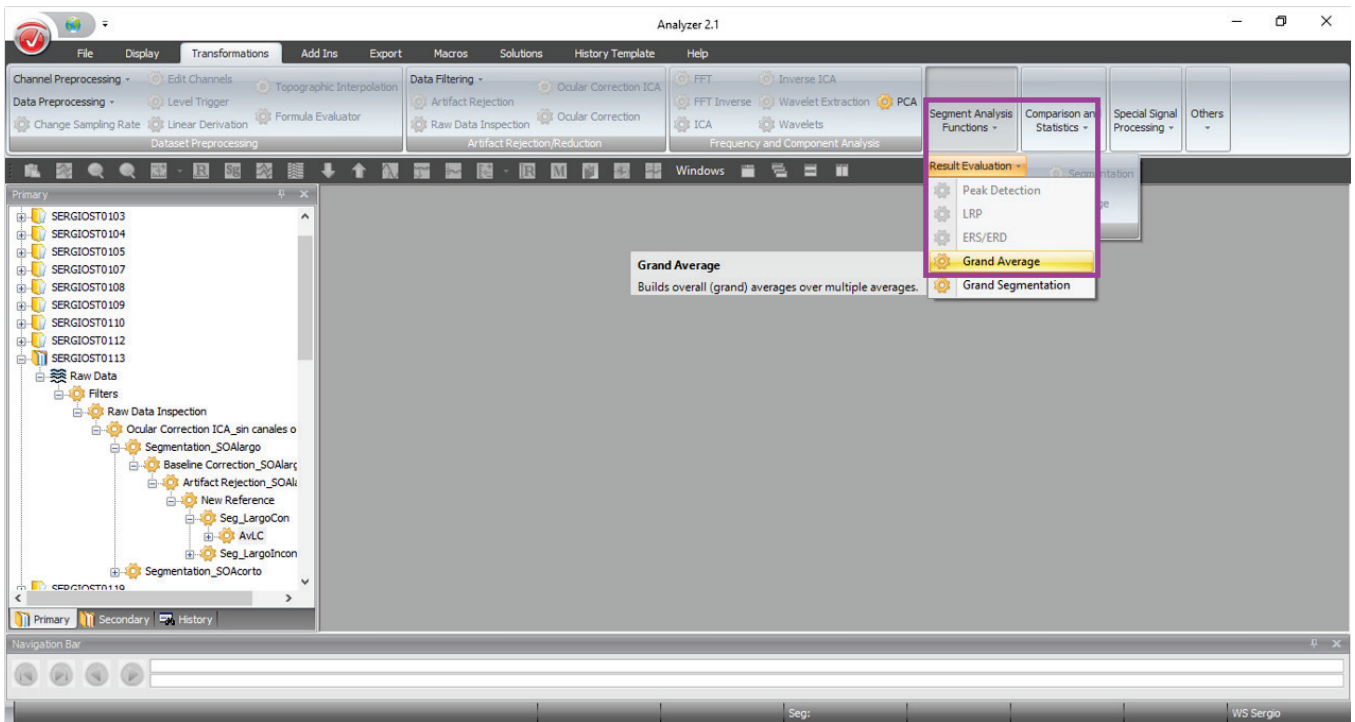 Analyzer 2.1
File Display Transformations Add Ins Export Macros Solutions History Template Help
Channel Preprocessing Edit Channels Topographic Interpolation Data Filtering Ocular Correction ICA FFT Inverse ICA
Data Preprocessing Level Trigger Formula Evaluator Artifact Rejection Ocular Correction FFT Inverse Wavelet Extraction PCA
Change Sampling Rate Linear Derivation Raw Data Inspection ICA Wavelets
Dataset Preprocessing Artifact Rejection/Reduction Frequency and Component Analysis
Segment Analysis Functions
Comparison and Statistics
Special Signal Processing
Others
Windows
Result Evaluation Segmentation
Peak Detection
LRP
ERS/ERD
Grand Average
Grand Segmentation
Grand Average
Builds overall (grand) averages over multiple averages.
Primary
SERGIOST0103
SERGIOST0104
SERGIOST0105
SERGIOST0107
SERGIOST0108
SERGIOST0109
SERGIOST0110
SERGIOST0112
SERGIOST0113
Raw Data
Filters
Raw Data Inspection
Ocular Correction ICA_sin canales o
Segmentation_SOAlargo
Baseline Correction_SOAlarg
Artifact Rejection_SOAla
New Reference
Seg_LargoCon
AvLC
Seg_LargoIncon
Segmentation_SOAcorto
SERGIOST0119
Primary Secondary History
Navigation Bar
Seg: WS Sergio